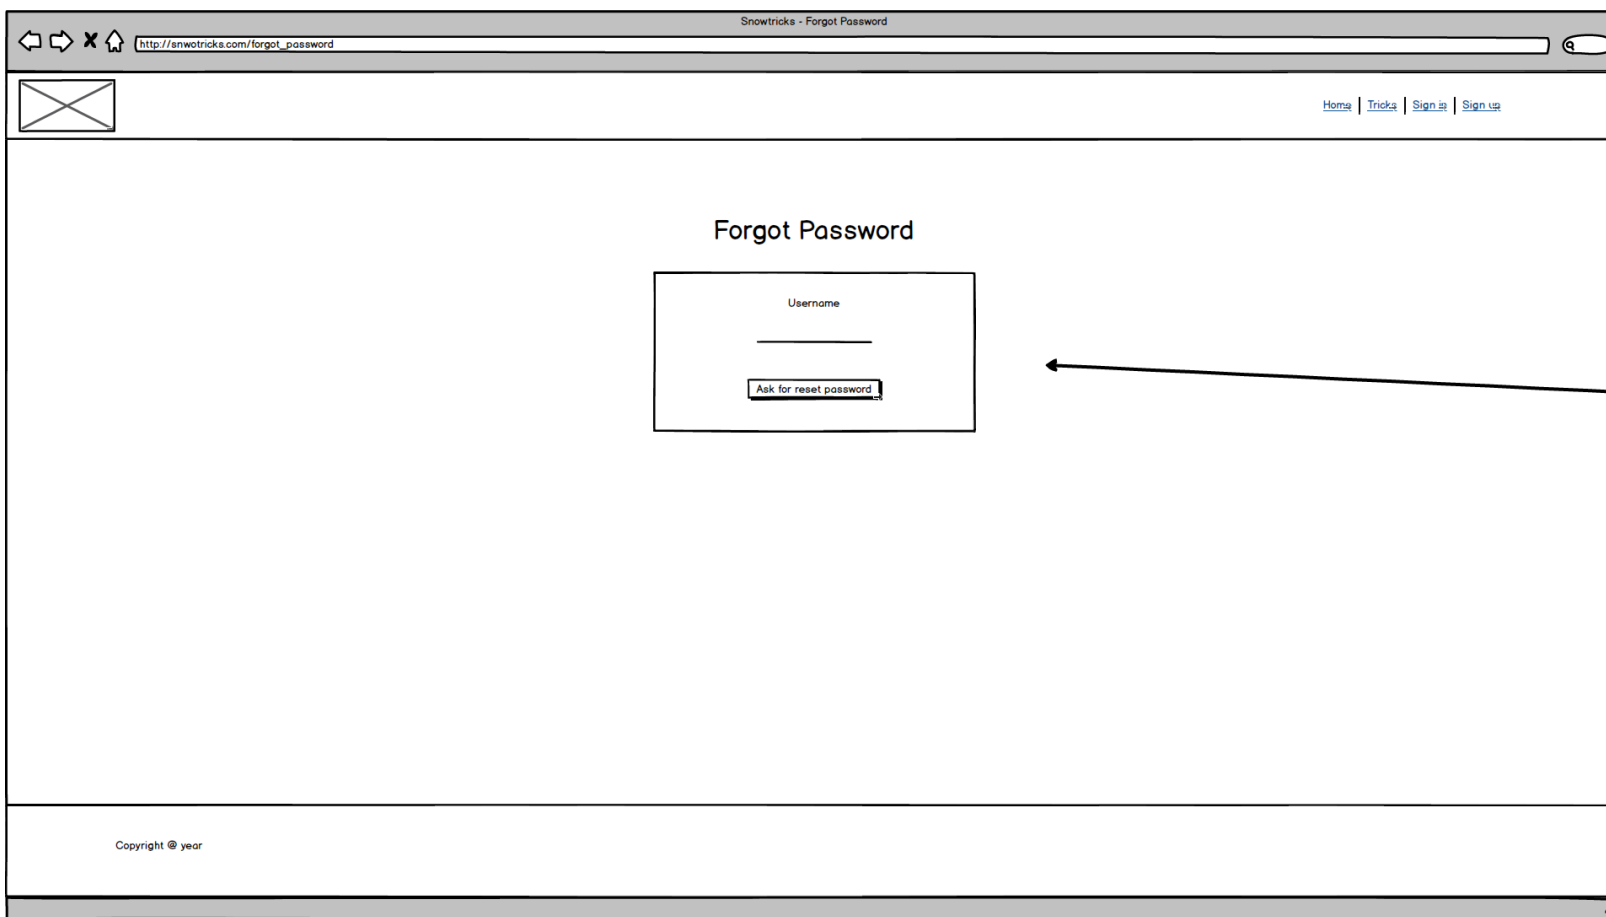 Snowtricks - Forgot Password
http://snwotricks.com/forgot_password
Home | Tricks | Sign in | Sign up
Forgot Password
Username
Ask for reset password
Copyright @ year